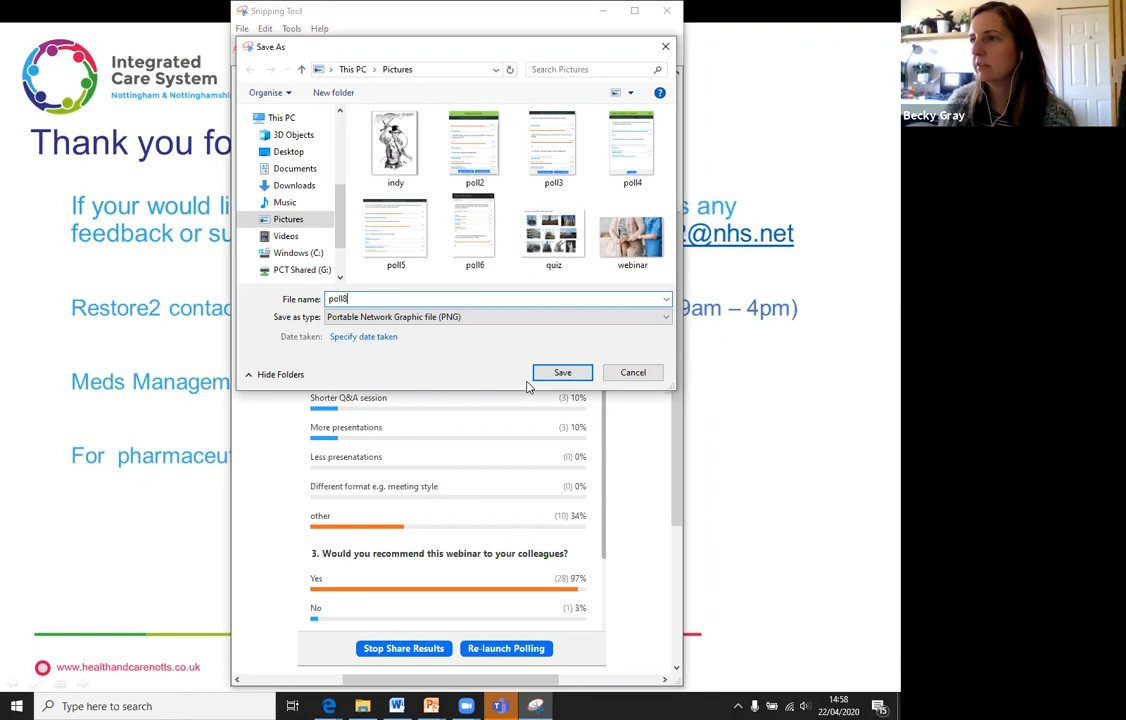 Snipping Tool
File Edit Tools Help
Save As
This PC Pictures
Search Pictures
Organise New folder
This PC
3D Objects
Desktop
Documents
Downloads
Music
Pictures
Videos
Windows (C:)
PCT Shared (G:)
indy
poll2
poll3
poll4
poll5
poll6
quiz
webinar
File name: poll8
Save as type: Portable Network Graphic file (PNG)
Date taken: Specify date taken
Hide Folders
Save
Cancel
Shorter Q&A session (3) 10%
More presentations (3) 10%
Less presenatations (0) 0%
Different format e.g. meeting style (0) 0%
other (10) 34%
3. Would you recommend this webinar to your colleagues?
Yes (28) 97%
No (1) 3%
Stop Share Results
Re-launch Polling
Integrated
Care System
Nottingham & Nottinghamshi
Thank you fo
If your would li
s any
feedback or su
2@nhs.net
Restore2 contac
9am – 4pm)
Meds Managem
For pharmaceu
www.healthandcarenotts.co.uk
Becky Gray
Type here to search
14:58
22/04/2020
15